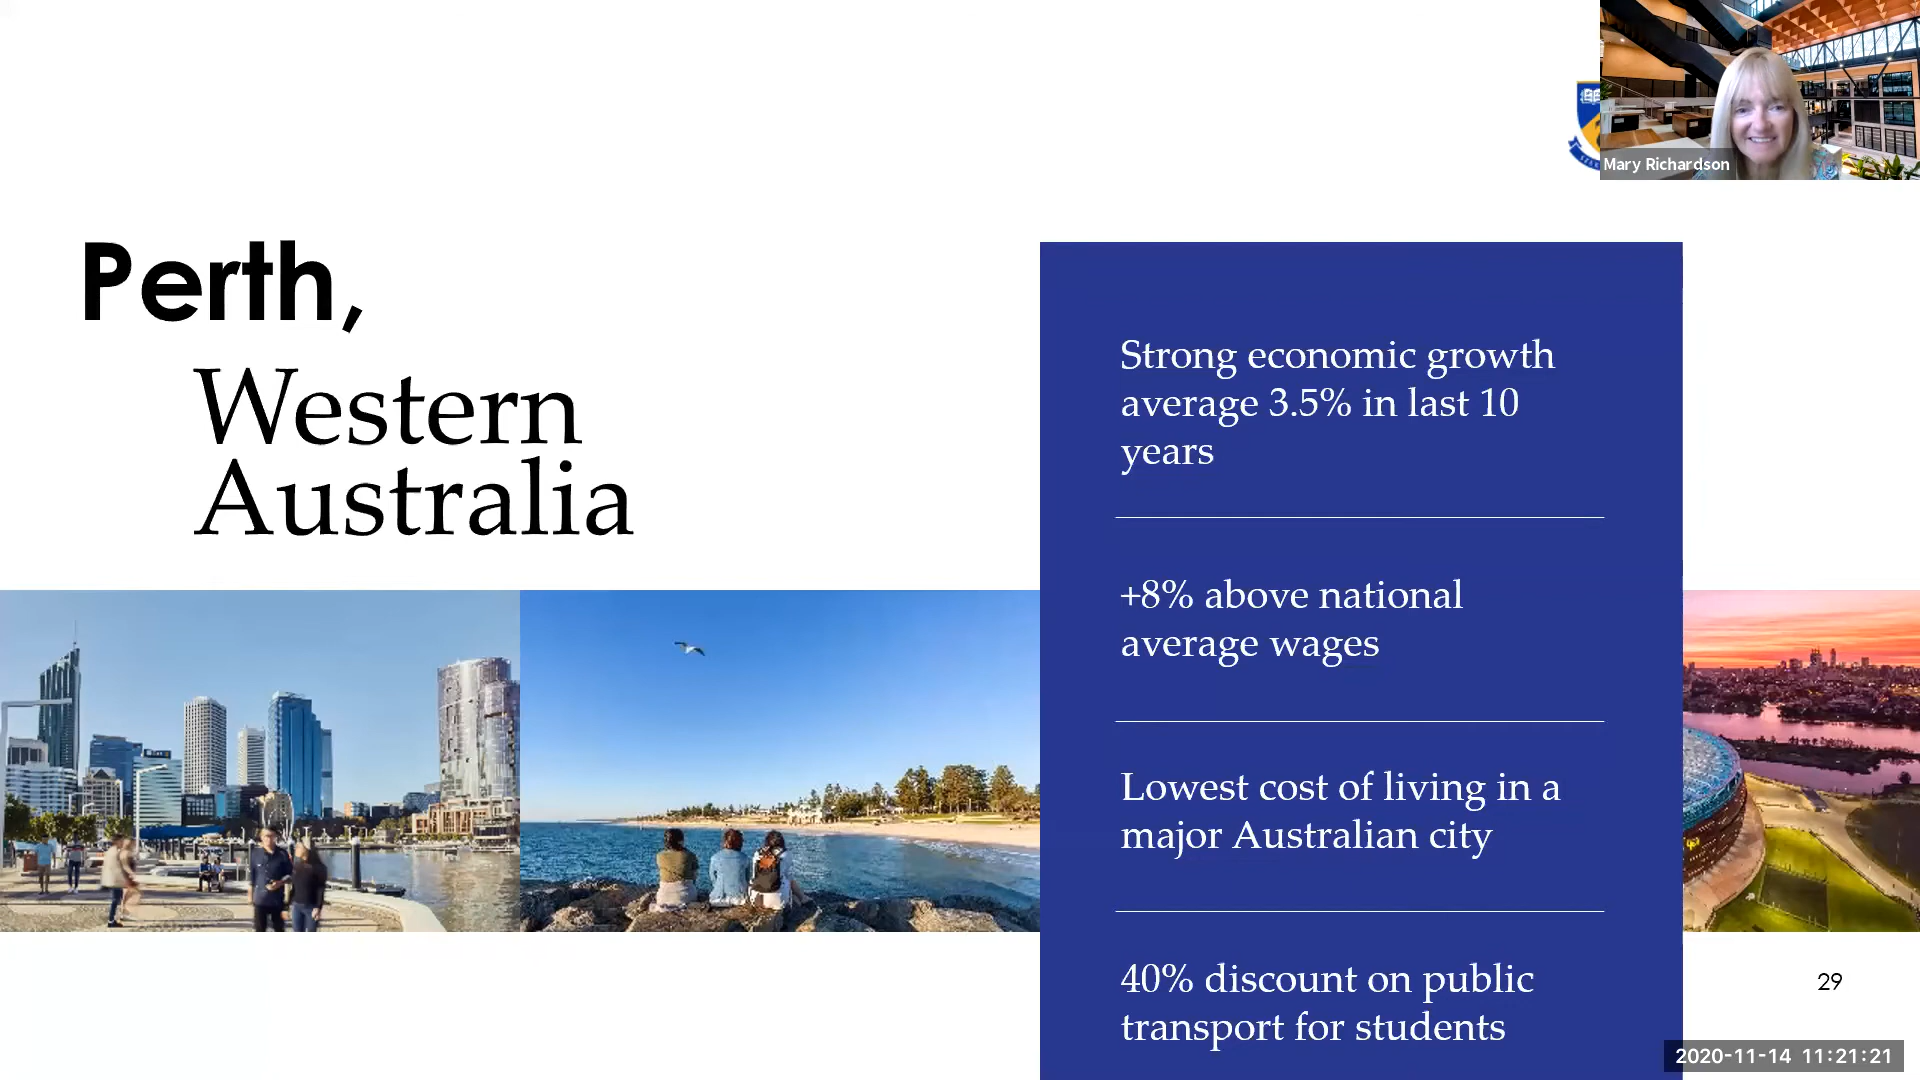 Mary Richardson
Perth,
Western
Australia
Strong economic growth
average 3.5% in last 10
years
+8% above national
average wages
Lowest cost of living in a
major Australian city
40% discount on public
transport for students
29
2020-11-14 11:21:21